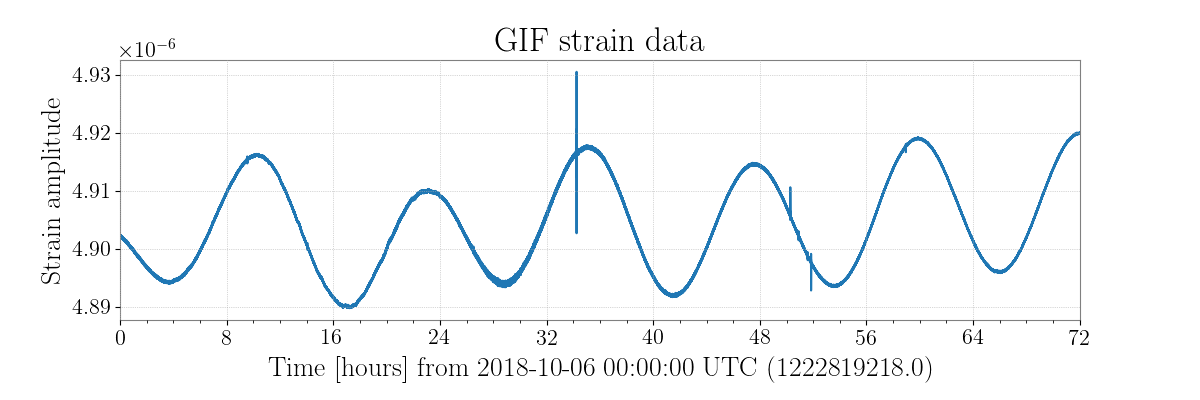 GIF strain data
×10⁻⁶
4.93
4.92
4.91
4.90
4.89
Strain amplitude
0 8 16 24 32 40 48 56 64 72
Time [hours] from 2018-10-06 00:00:00 UTC (1222819218.0)